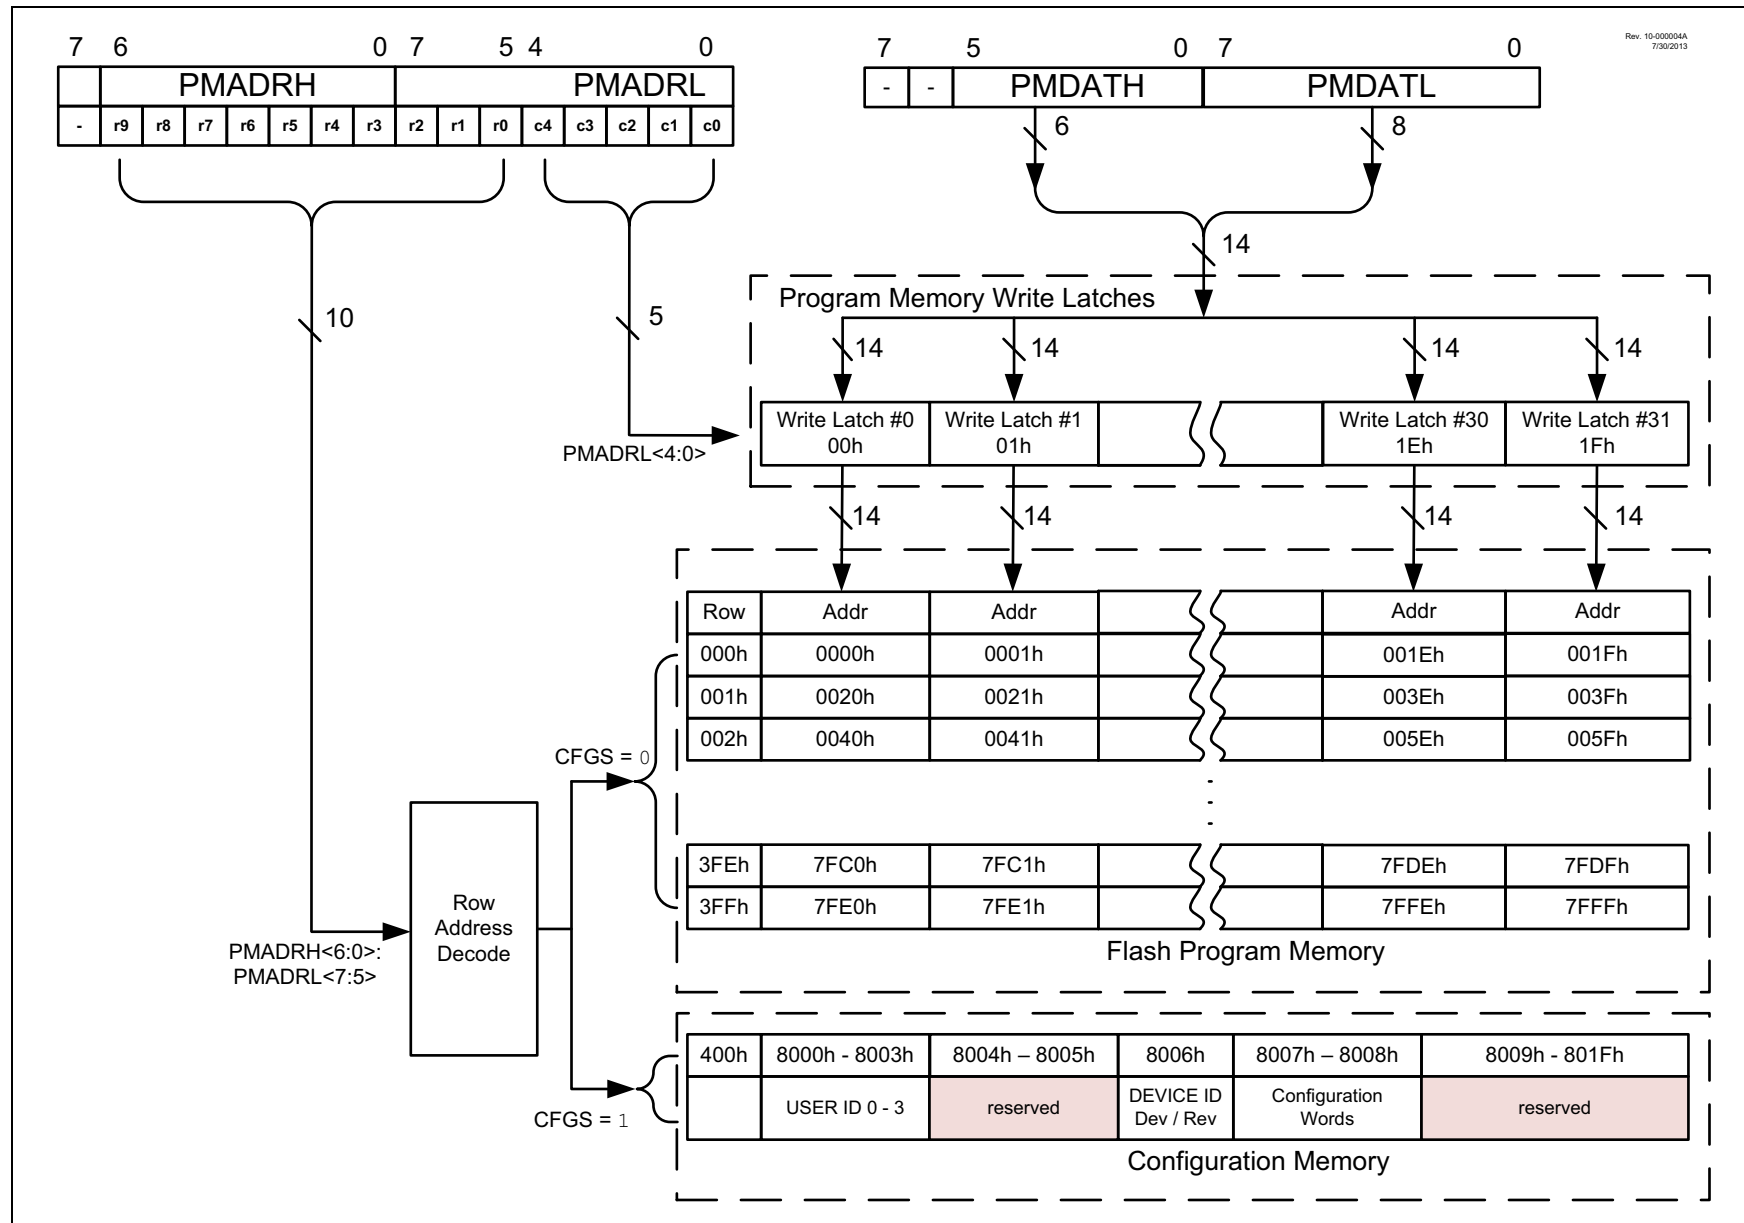 Rev. 10-000004A
7/30/2013
7 6 0 7 5 4 0
PMADRH PMADRL
- r9 r8 r7 r6 r5 r4 r3 r2 r1 r0 c4 c3 c2 c1 c0
7 5 0 7 0
- - PMDATH PMDATL
6 8
14
10
5
PMADRL<4:0>
Program Memory Write Latches
14 14 14 14
Write Latch #0 Write Latch #1 Write Latch #30 Write Latch #31
00h 01h 1Eh 1Fh
14 14 14 14
Row Addr Addr Addr Addr
000h 0000h 0001h 001Eh 001Fh
001h 0020h 0021h 003Eh 003Fh
002h 0040h 0041h 005Eh 005Fh
CFGS = 0
3FEh 7FC0h 7FC1h 7FDEh 7FDFh
3FFh 7FE0h 7FE1h 7FFEh 7FFFh
Flash Program Memory
Row
Address
Decode
PMADRH<6:0>:
PMADRL<7:5>
400h 8000h - 8003h 8004h – 8005h 8006h 8007h – 8008h 8009h - 801Fh
USER ID 0 - 3 reserved DEVICE ID Configuration reserved
Dev / Rev Words
CFGS = 1
Configuration Memory